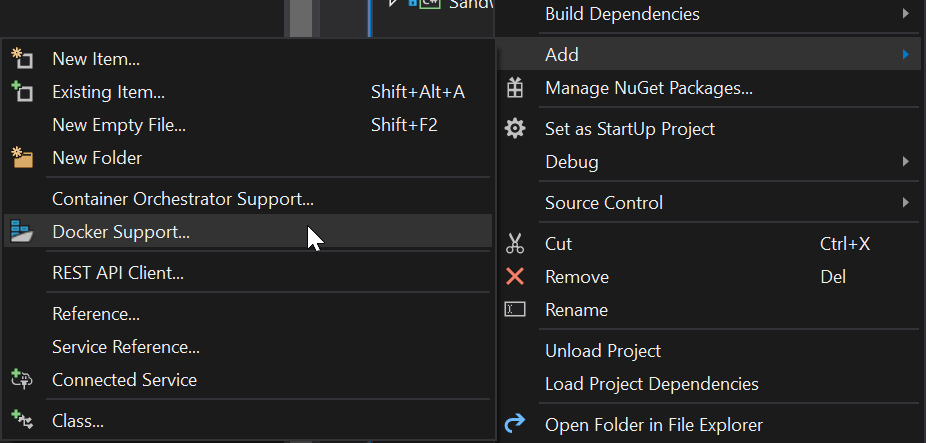 Sandw
New Item...
Existing Item... Shift+Alt+A
New Empty File... Shift+F2
New Folder
Container Orchestrator Support...
Docker Support...
REST API Client...
Reference...
Service Reference...
Connected Service
Class...
Build Dependencies
Add
Manage NuGet Packages...
Set as StartUp Project
Debug
Source Control
Cut Ctrl+X
Remove Del
Rename
Unload Project
Load Project Dependencies
Open Folder in File Explorer